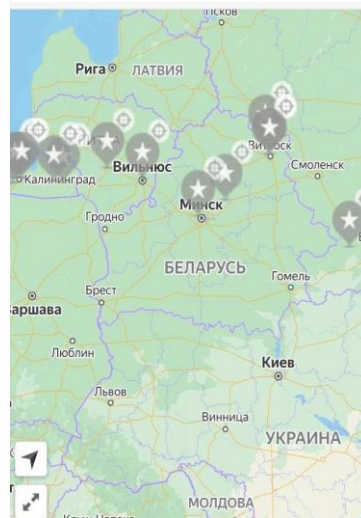 Псков
Рига
ЛАТВИЯ
Вильнюс
Витебск
Смоленск
Калининград
Гродно
Минск
БЕЛАРУСЬ
Брест
Гомель
Варшава
Люблин
Киев
Львов
Винница
УКРАИНА
МОЛДОВА